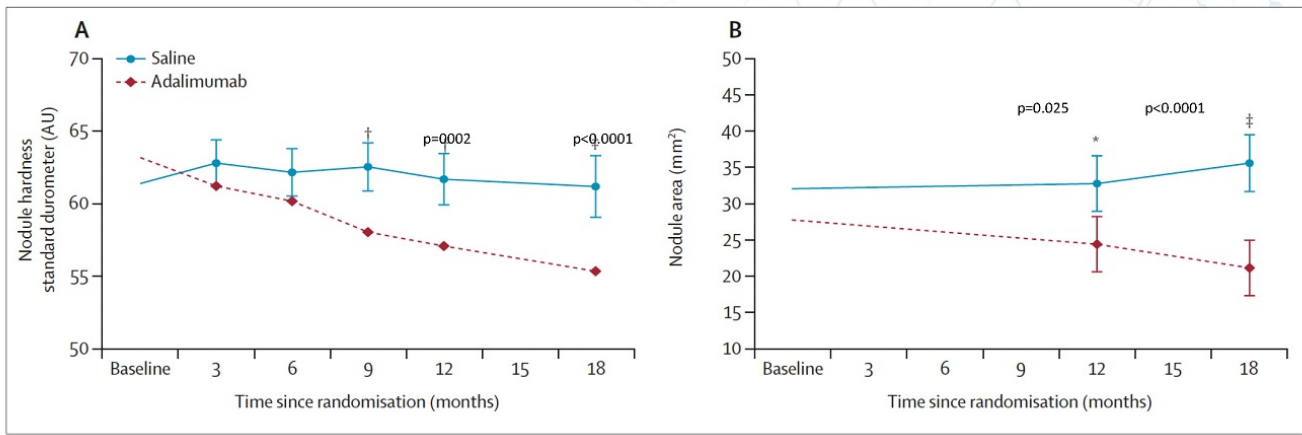 A
Nodule hardness
standard durometer (AU)
70
65
60
55
50
Saline
Adalimumab
†
p=0002
†
p<0.0001
‡
Baseline 3 6 9 12 15 18
Time since randomisation (months)
B
Nodule area (mm²)
50
45
40
35
30
25
20
15
10
p=0.025
*
p<0.0001
‡
Baseline 3 6 9 12 15 18
Time since randomisation (months)